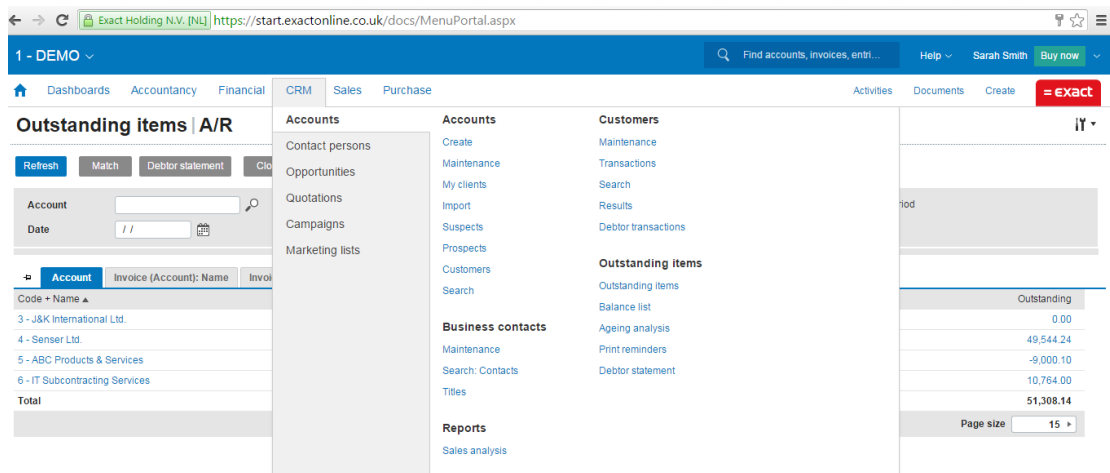 Exact Holding N.V. [NL] https://start.exactonline.co.uk/docs/MenuPortal.aspx
1 - DEMO
Find accounts, invoices, entri...
Help
Sarah Smith
Buy now
Dashboards Accountancy Financial CRM Sales Purchase
Activities Documents Create
= exact
Outstanding items | A/R
Refresh Match Debtor statement Clo
Account
Date / /
iod
Accounts
Contact persons
Opportunities
Quotations
Campaigns
Marketing lists
Accounts
Create
Maintenance
My clients
Import
Suspects
Prospects
Customers
Search
Business contacts
Maintenance
Search: Contacts
Titles
Reports
Sales analysis
Customers
Maintenance
Transactions
Search
Results
Debtor transactions
Outstanding items
Outstanding items
Balance list
Ageing analysis
Print reminders
Debtor statement
Account Invoice (Account): Name Invoi
Code + Name Outstanding
3 - J&K International Ltd. 0.00
4 - Senser Ltd. 49,544.24
5 - ABC Products & Services -9,000.10
6 - IT Subcontracting Services 10,764.00
Total 51,308.14
Page size 15